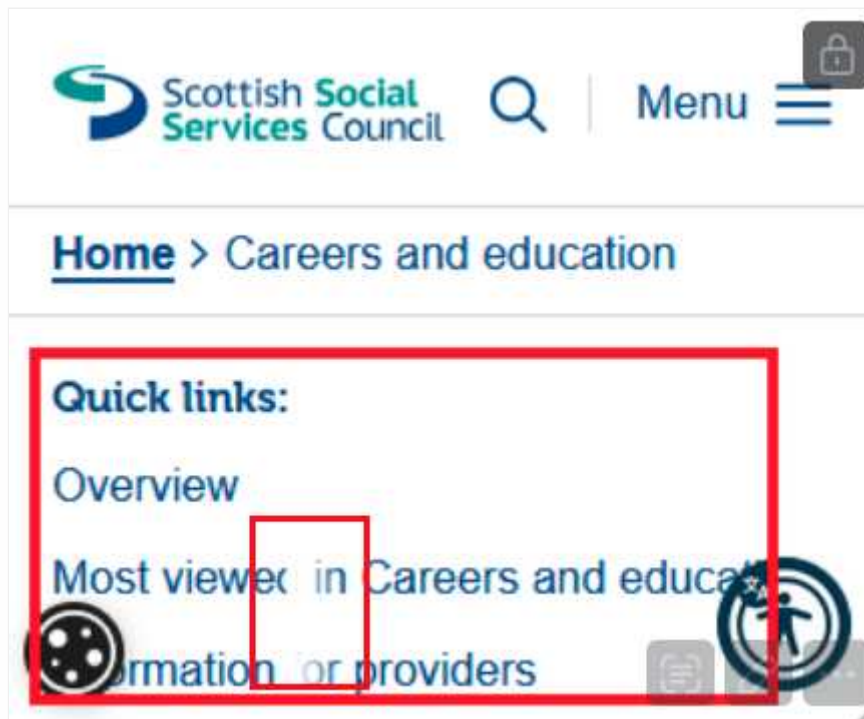 Scottish Social
Services Council
Menu
Home > Careers and education
Quick links:
Overview
Most in Careers and
providers